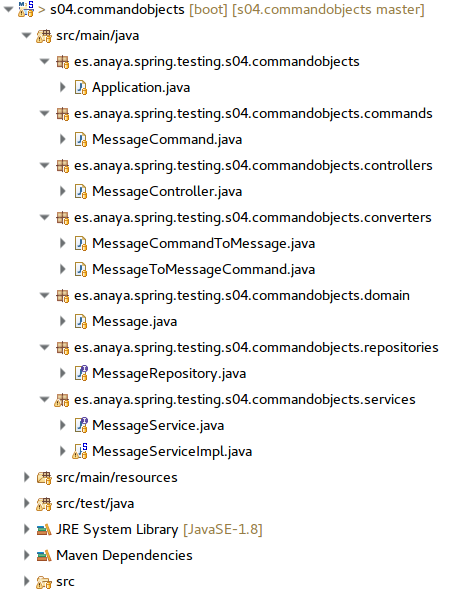 > s04.commandobjects [boot] [s04.commandobjects master]
src/main/java
es.anaya.spring.testing.s04.commandobjects
Application.java
es.anaya.spring.testing.s04.commandobjects.commands
MessageCommand.java
es.anaya.spring.testing.s04.commandobjects.controllers
MessageController.java
es.anaya.spring.testing.s04.commandobjects.converters
MessageCommandToMessage.java
MessageToMessageCommand.java
es.anaya.spring.testing.s04.commandobjects.domain
Message.java
es.anaya.spring.testing.s04.commandobjects.repositories
MessageRepository.java
es.anaya.spring.testing.s04.commandobjects.services
MessageService.java
MessageServiceImpl.java
src/main/resources
src/test/java
JRE System Library [JavaSE-1.8]
Maven Dependencies
src